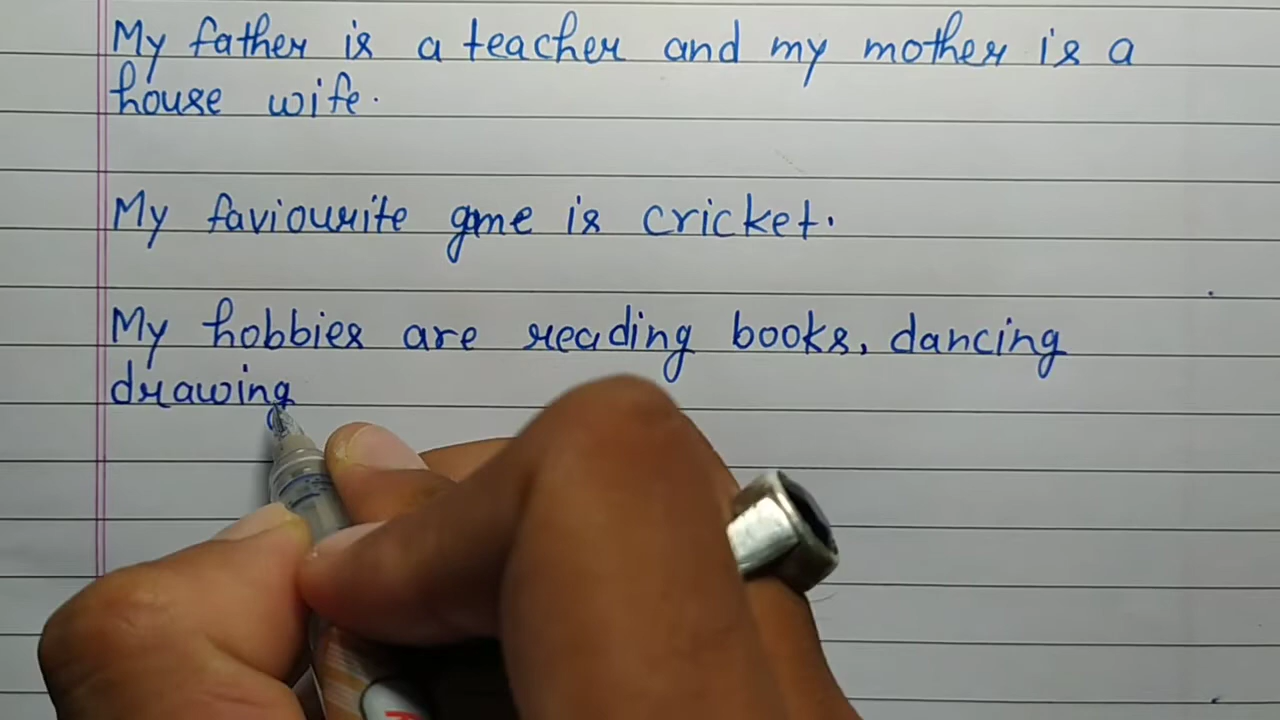 My father is a teacher and my mother is a
house wife.
My faviourite gme is cricket.
My hobbies are reading books, dancing
drawing